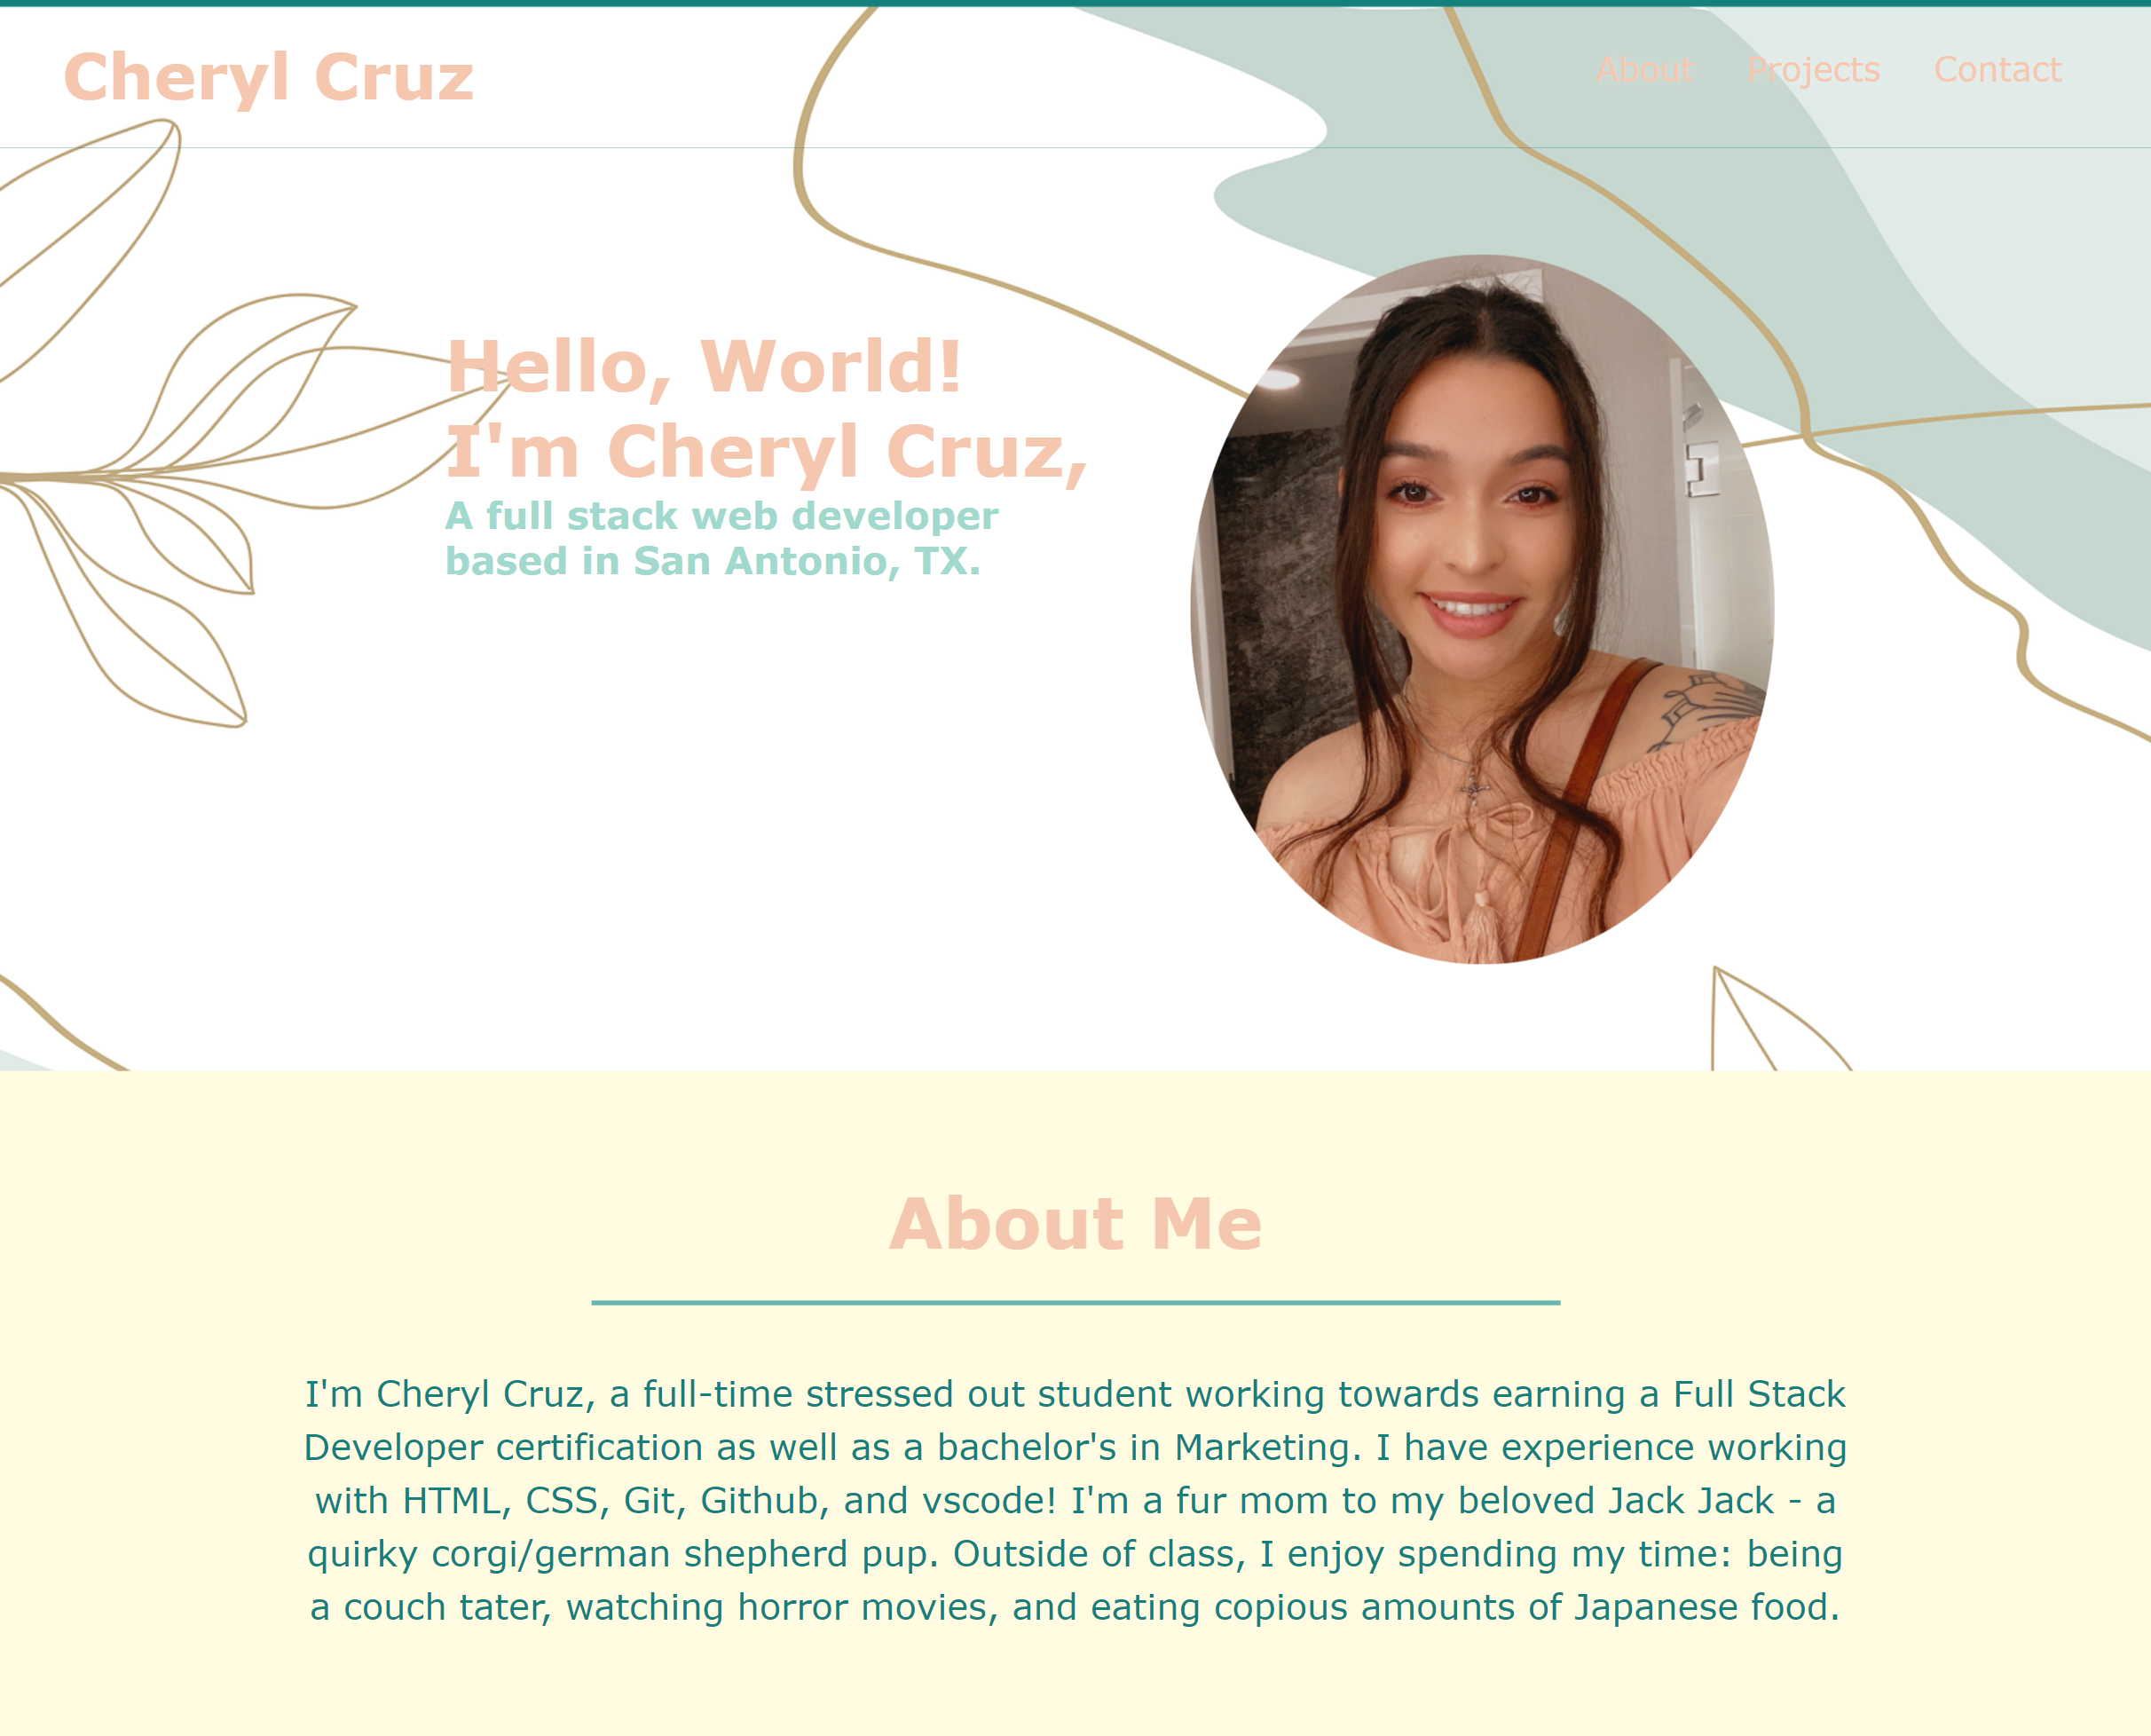 Cheryl Cruz
About Projects Contact
Hello, World!
I'm Cheryl Cruz,
A full stack web developer
based in San Antonio, TX.
About Me
I'm Cheryl Cruz, a full-time stressed out student working towards earning a Full Stack
Developer certification as well as a bachelor's in Marketing. I have experience working
with HTML, CSS, Git, Github, and vscode! I'm a fur mom to my beloved Jack Jack - a
quirky corgi/german shepherd pup. Outside of class, I enjoy spending my time: being
a couch tater, watching horror movies, and eating copious amounts of Japanese food.